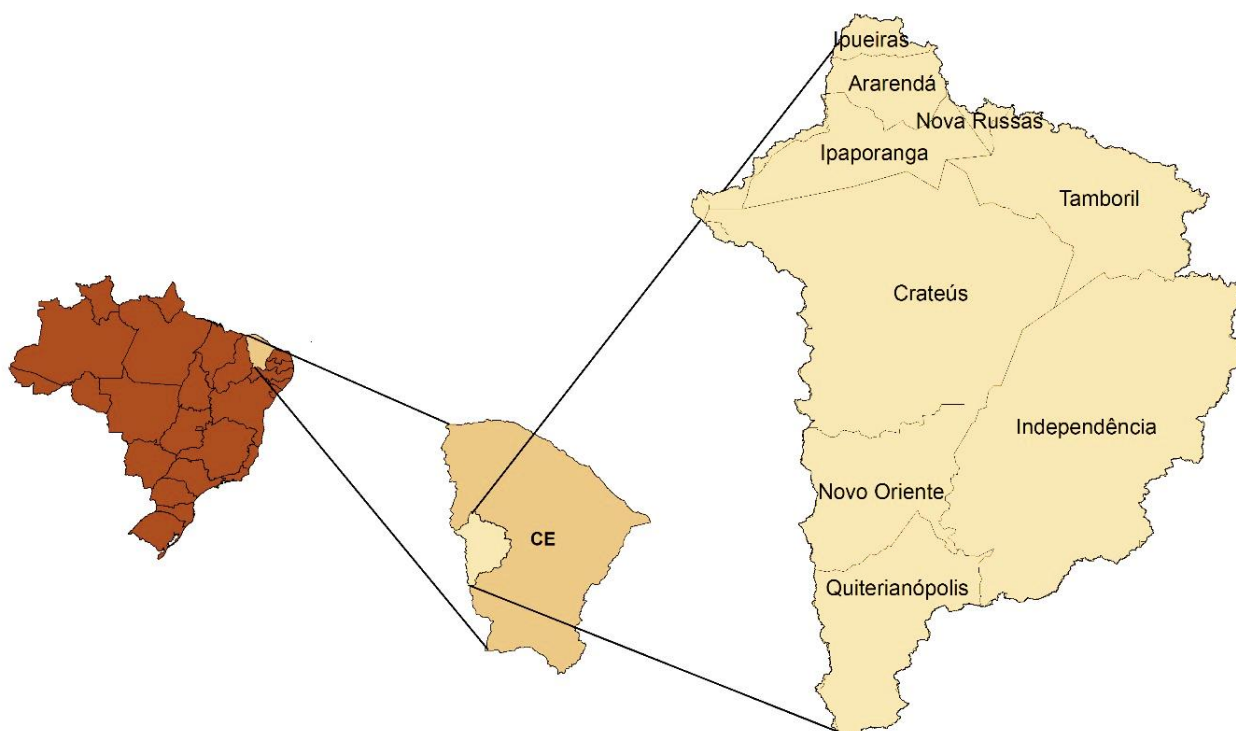 Ipueiras
Ararendá
Nova Russas
Ipaporanga
Tamboril
Crateús
Independência
Novo Oriente
CE
Quiterianópolis